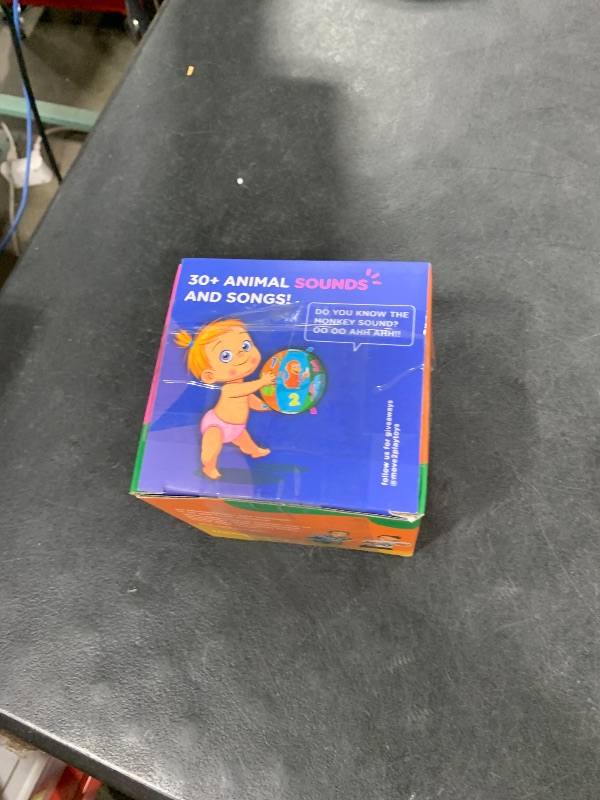 30+ ANIMAL SOUNDS
AND SONGS!
DO YOU KNOW THE
MONKEY SOUND?
OO OO AHH AHH!!
2
follow us for giveaways
@move2playtoys